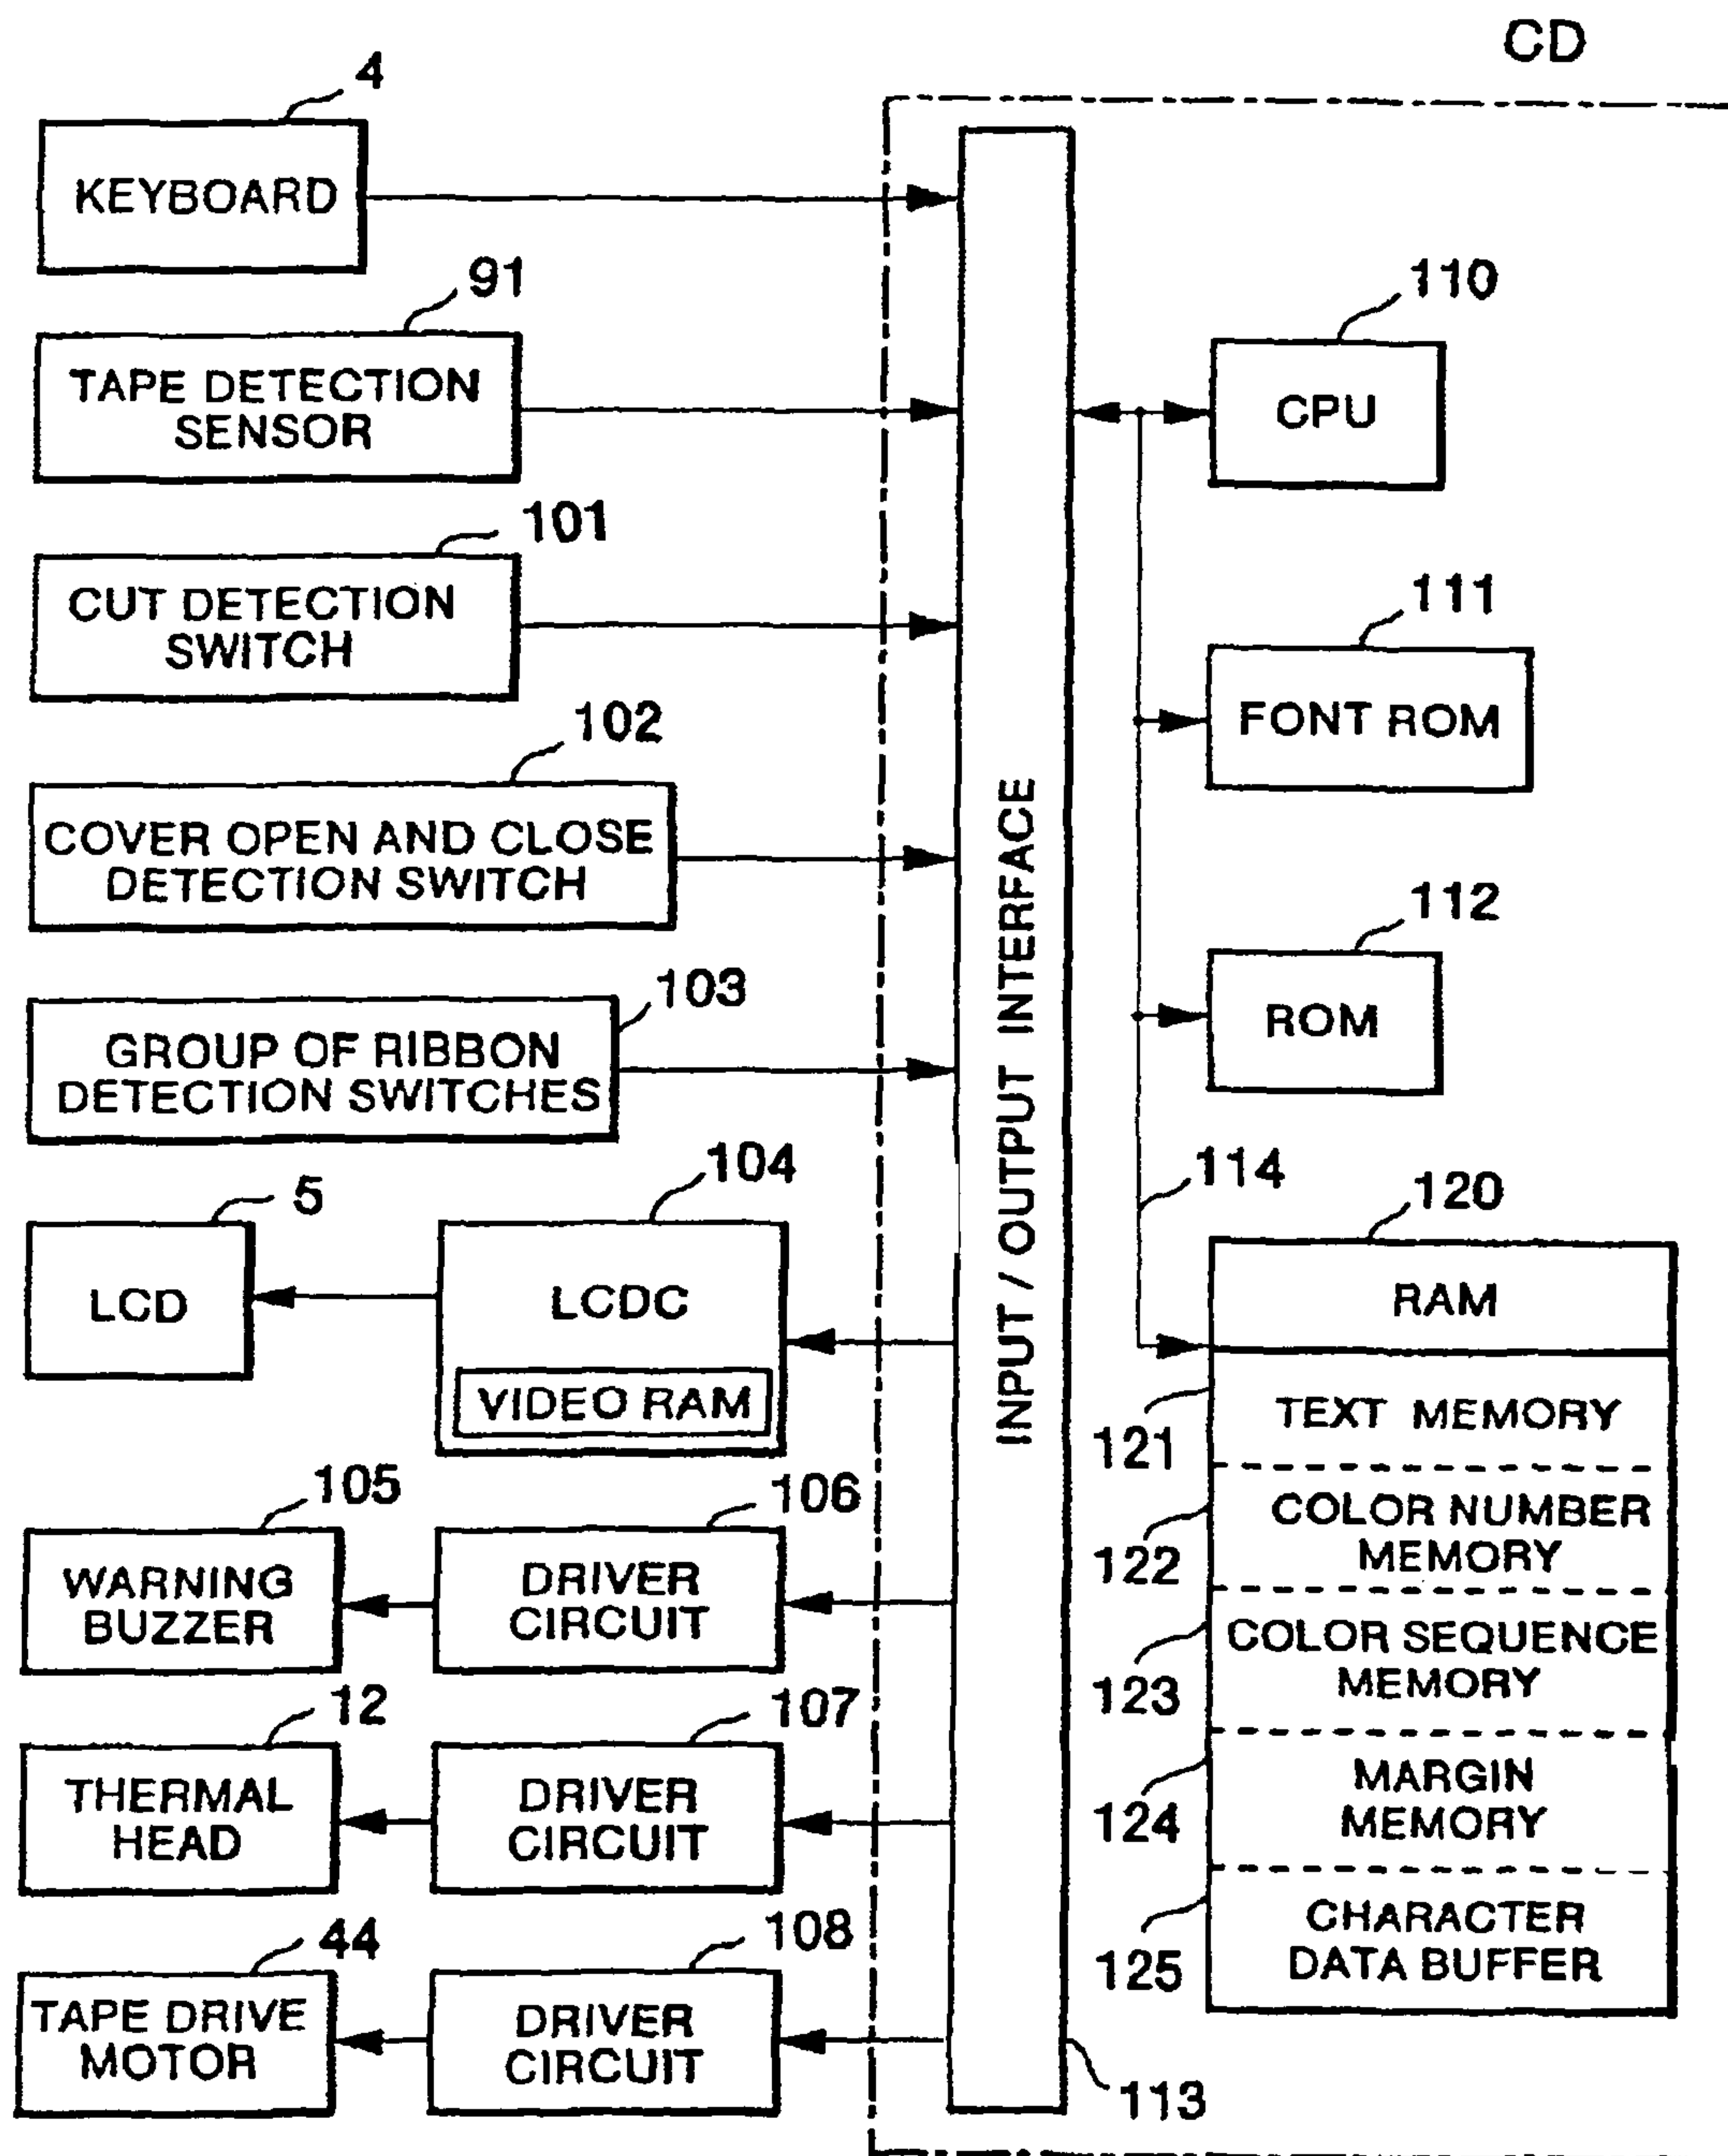 CD
4
KEYBOARD
91
TAPE DETECTION
SENSOR
101
CUT DETECTION
SWITCH
102
COVER OPEN AND CLOSE
DETECTION SWITCH
103
GROUP OF RIBBON
DETECTION SWITCHES
5
LCD
104
LCDC
VIDEO RAM
105
WARNING
BUZZER
106
DRIVER
CIRCUIT
12
THERMAL
HEAD
107
DRIVER
CIRCUIT
44
TAPE DRIVE
MOTOR
108
DRIVER
CIRCUIT
INPUT / OUTPUT INTERFACE
113
110
CPU
111
FONT ROM
112
ROM
114
120
RAM
121
TEXT MEMORY
122
COLOR NUMBER
MEMORY
123
COLOR SEQUENCE
MEMORY
124
MARGIN
MEMORY
125
CHARACTER
DATA BUFFER